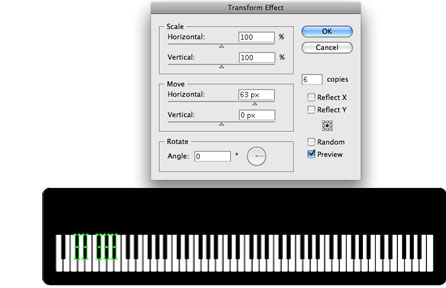 Transform Effect
Scale
Horizontal: 100 %
Vertical: 100 %
Move
Horizontal: 63 px
Vertical: 0 px
Rotate
Angle: 0 °
OK
Cancel
6 copies
Reflect X
Reflect Y
Random
Preview